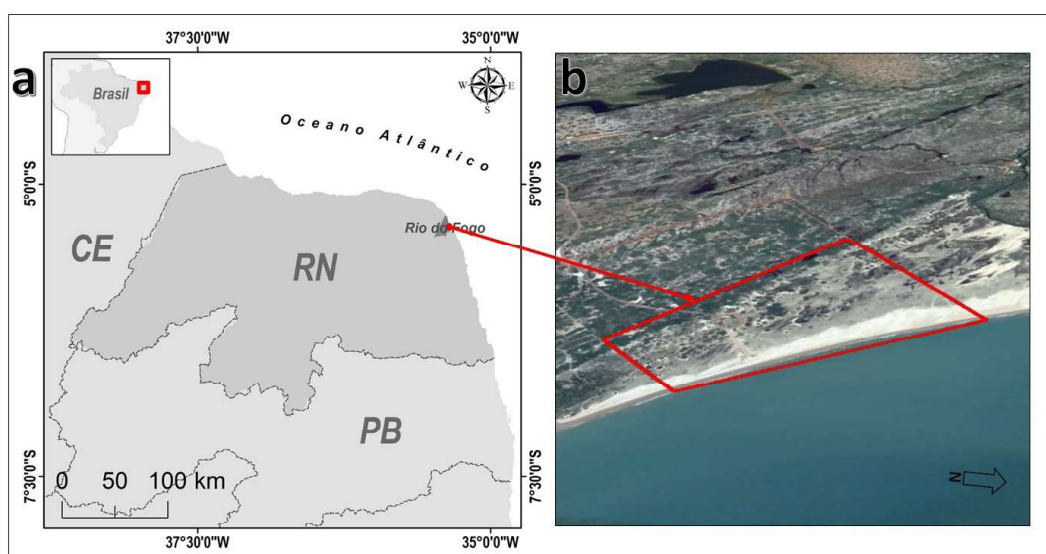 37°30'0"W
35°0'0"W
a
b
Brasil
N
W
E
S
Oceano Atlântico
5°0'0"S
5°0'0"S
CE
Rio do Fogo
RN
PB
0 50 100 km
7°30'0"S
7°30'0"S
N
37°30'0"W
35°0'0"W